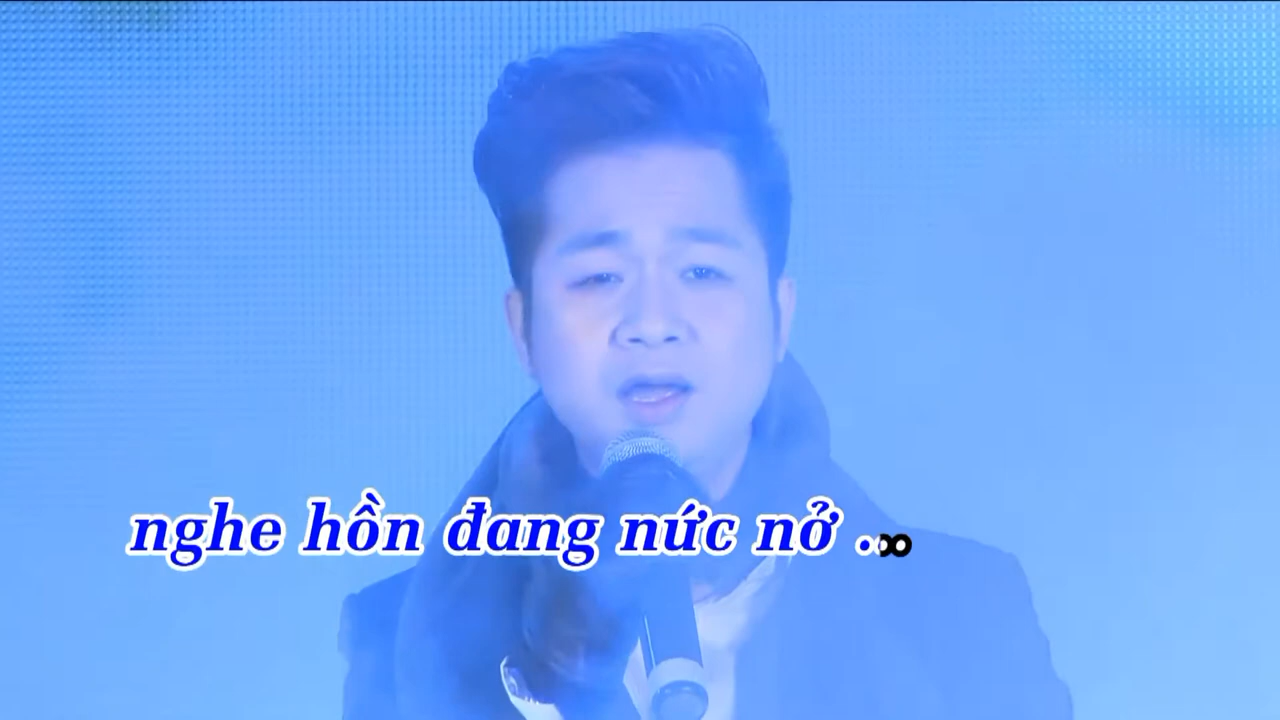 nghe hồn đang nức nở ...